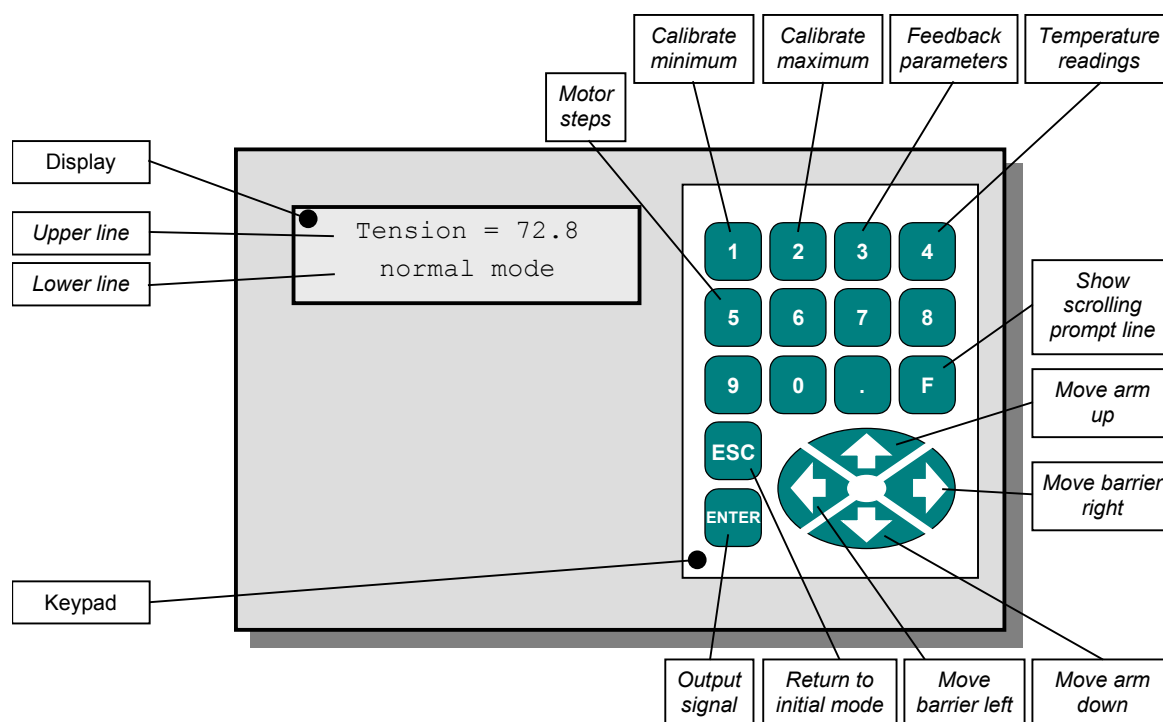 Calibrate
minimum
Calibrate
maximum
Feedback
parameters
Temperature
readings
Motor
steps
Display
Upper line
Lower line
Tension = 72.8
normal mode
1 2 3 4
5 6 7 8
9 0 . F
ESC
ENTER
Show
scrolling
prompt line
Move arm
up
Move barrier
right
Keypad
Output
signal
Return to
initial mode
Move
barrier left
Move arm
down